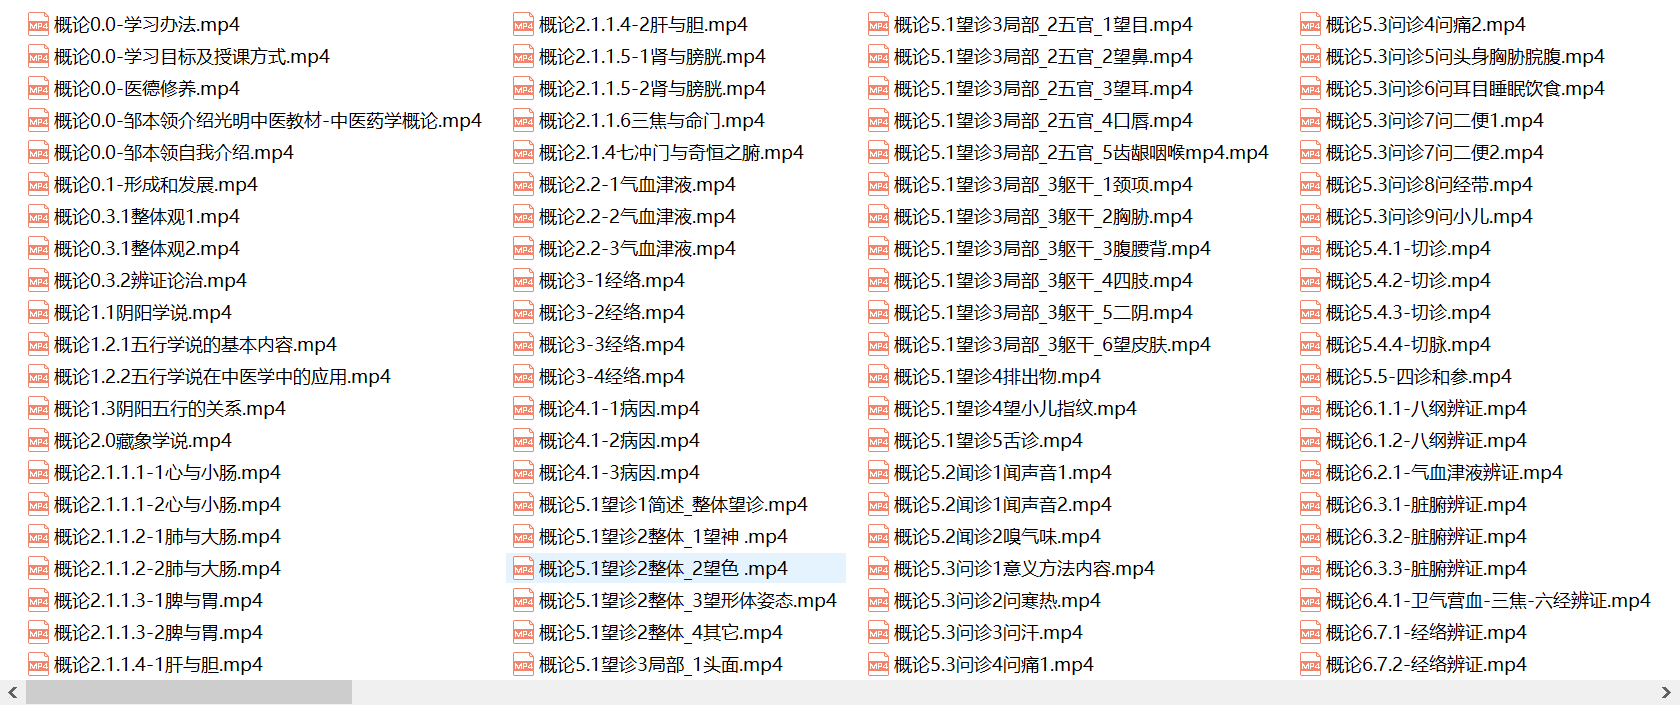 概论0.0-学习办法.mp4
概论0.0-学习目标及授课方式.mp4
概论0.0-医德修养.mp4
概论0.0-邹本领介绍光明中医教材-中医药学概论.mp4
概论0.0-邹本领自我介绍.mp4
概论0.1-形成和发展.mp4
概论0.3.1整体观1.mp4
概论0.3.1整体观2.mp4
概论0.3.2辨证论治.mp4
概论1.1阴阳学说.mp4
概论1.2.1五行学说的基本内容.mp4
概论1.2.2五行学说在中医学中的应用.mp4
概论1.3阴阳五行的关系.mp4
概论2.0藏象学说.mp4
概论2.1.1.1-1心与小肠.mp4
概论2.1.1.1-2心与小肠.mp4
概论2.1.1.2-1肺与大肠.mp4
概论2.1.1.2-2肺与大肠.mp4
概论2.1.1.3-1脾与胃.mp4
概论2.1.1.3-2脾与胃.mp4
概论2.1.1.4-1肝与胆.mp4
概论2.1.1.4-2肝与胆.mp4
概论2.1.1.5-1肾与膀胱.mp4
概论2.1.1.5-2肾与膀胱.mp4
概论2.1.1.6三焦与命门.mp4
概论2.1.4七冲门与奇恒之腑.mp4
概论2.2-1气血津液.mp4
概论2.2-2气血津液.mp4
概论2.2-3气血津液.mp4
概论3-1经络.mp4
概论3-2经络.mp4
概论3-3经络.mp4
概论3-4经络.mp4
概论4.1-1病因.mp4
概论4.1-2病因.mp4
概论4.1-3病因.mp4
概论5.1望诊1简述_整体望诊.mp4
概论5.1望诊2整体_1望神 .mp4
概论5.1望诊2整体_2望色 .mp4
概论5.1望诊2整体_3望形体姿态.mp4
概论5.1望诊2整体_4其它.mp4
概论5.1望诊3局部_1头面.mp4
概论5.1望诊3局部_2五官_1望目.mp4
概论5.1望诊3局部_2五官_2望鼻.mp4
概论5.1望诊3局部_2五官_3望耳.mp4
概论5.1望诊3局部_2五官_4口唇.mp4
概论5.1望诊3局部_2五官_5齿龈咽喉mp4.mp4
概论5.1望诊3局部_3躯干_1颈项.mp4
概论5.1望诊3局部_3躯干_2胸胁.mp4
概论5.1望诊3局部_3躯干_3腹腰背.mp4
概论5.1望诊3局部_3躯干_4四肢.mp4
概论5.1望诊3局部_3躯干_5二阴.mp4
概论5.1望诊3局部_3躯干_6望皮肤.mp4
概论5.1望诊4排出物.mp4
概论5.1望诊4望小儿指纹.mp4
概论5.1望诊5舌诊.mp4
概论5.2闻诊1闻声音1.mp4
概论5.2闻诊1闻声音2.mp4
概论5.2闻诊2嗅气味.mp4
概论5.3问诊1意义方法内容.mp4
概论5.3问诊2问寒热.mp4
概论5.3问诊3问汗.mp4
概论5.3问诊4问痛1.mp4
概论5.3问诊4问痛2.mp4
概论5.3问诊5问头身胸胁脘腹.mp4
概论5.3问诊6问耳目睡眠饮食.mp4
概论5.3问诊7问二便1.mp4
概论5.3问诊7问二便2.mp4
概论5.3问诊8问经带.mp4
概论5.3问诊9问小儿.mp4
概论5.4.1-切诊.mp4
概论5.4.2-切诊.mp4
概论5.4.3-切诊.mp4
概论5.4.4-切脉.mp4
概论5.5-四诊和参.mp4
概论6.1.1-八纲辨证.mp4
概论6.1.2-八纲辨证.mp4
概论6.2.1-气血津液辨证.mp4
概论6.3.1-脏腑辨证.mp4
概论6.3.2-脏腑辨证.mp4
概论6.3.3-脏腑辨证.mp4
概论6.4.1-卫气营血-三焦-六经辨证.mp4
概论6.7.1-经络辨证.mp4
概论6.7.2-经络辨证.mp4